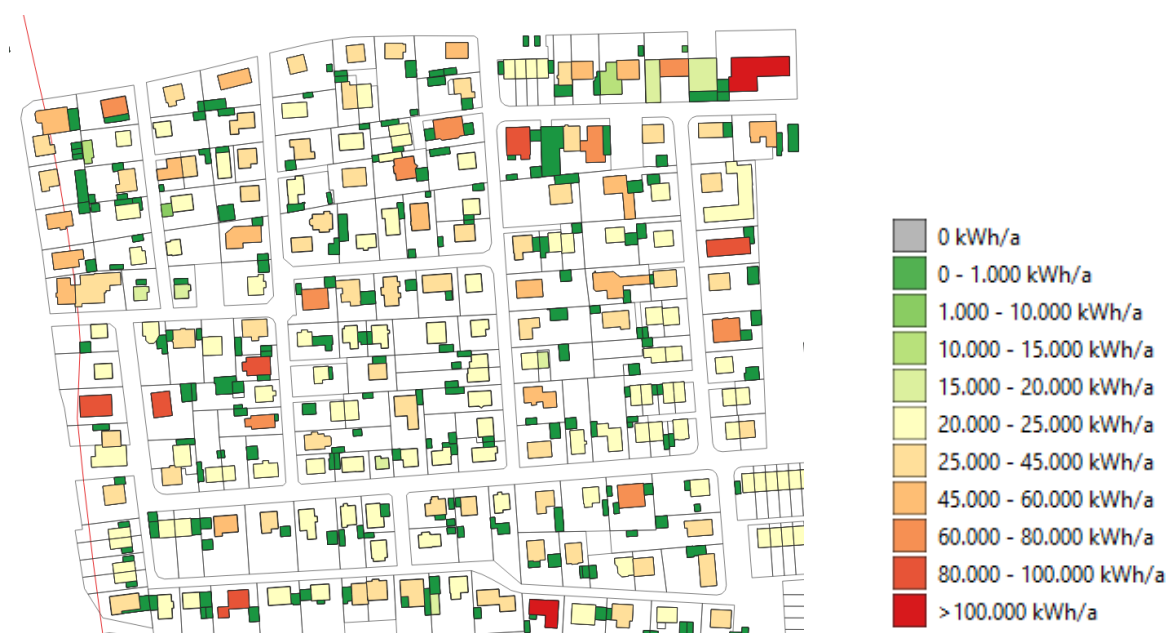 0 kWh/a
0 - 1.000 kWh/a
1.000 - 10.000 kWh/a
10.000 - 15.000 kWh/a
15.000 - 20.000 kWh/a
20.000 - 25.000 kWh/a
25.000 - 45.000 kWh/a
45.000 - 60.000 kWh/a
60.000 - 80.000 kWh/a
80.000 - 100.000 kWh/a
>100.000 kWh/a